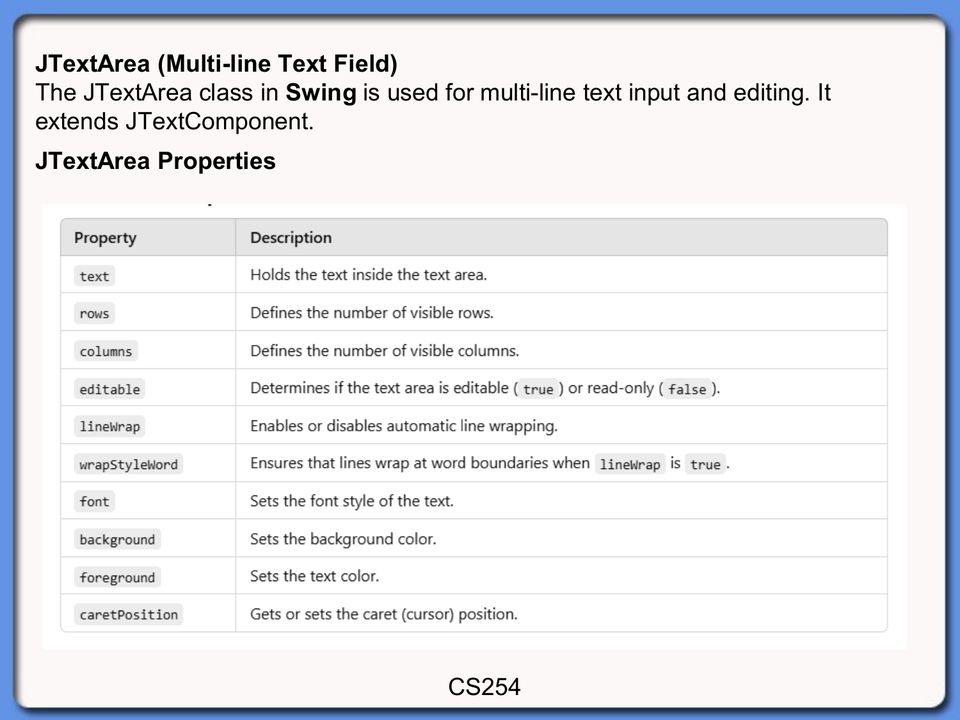 JTextArea (Multi-line Text Field)
The JTextArea class in Swing is used for multi-line text input and editing. It
extends JTextComponent.
JTextArea Properties
Property Description
text Holds the text inside the text area.
rows Defines the number of visible rows.
columns Defines the number of visible columns.
editable Determines if the text area is editable ( true ) or read-only ( false ).
lineWrap Enables or disables automatic line wrapping.
wrapStyleWord Ensures that lines wrap at word boundaries when lineWrap is true .
font Sets the font style of the text.
background Sets the background color.
foreground Sets the text color.
caretPosition Gets or sets the caret (cursor) position.
CS254